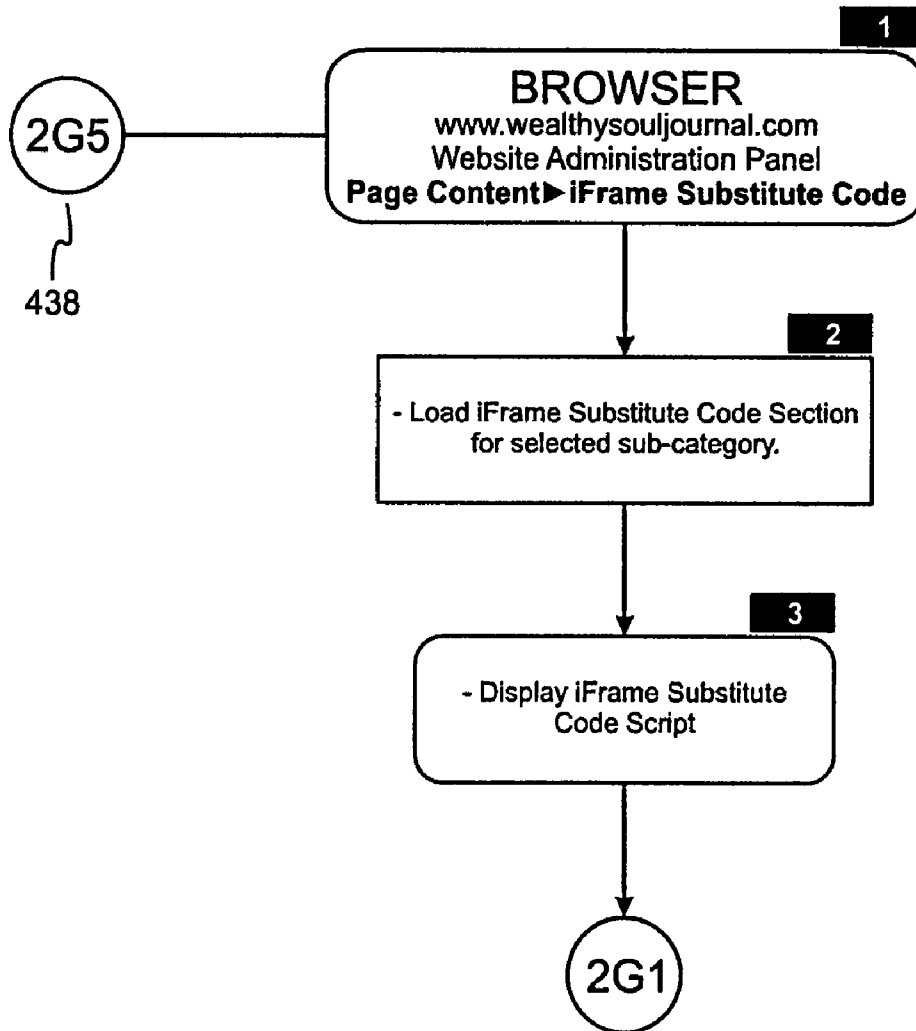 1
BROWSER
www.wealthysouljournal.com
Website Administration Panel
Page Content▶iFrame Substitute Code
2G5
438
2
- Load iFrame Substitute Code Section
for selected sub-category.
3
- Display iFrame Substitute
Code Script
2G1